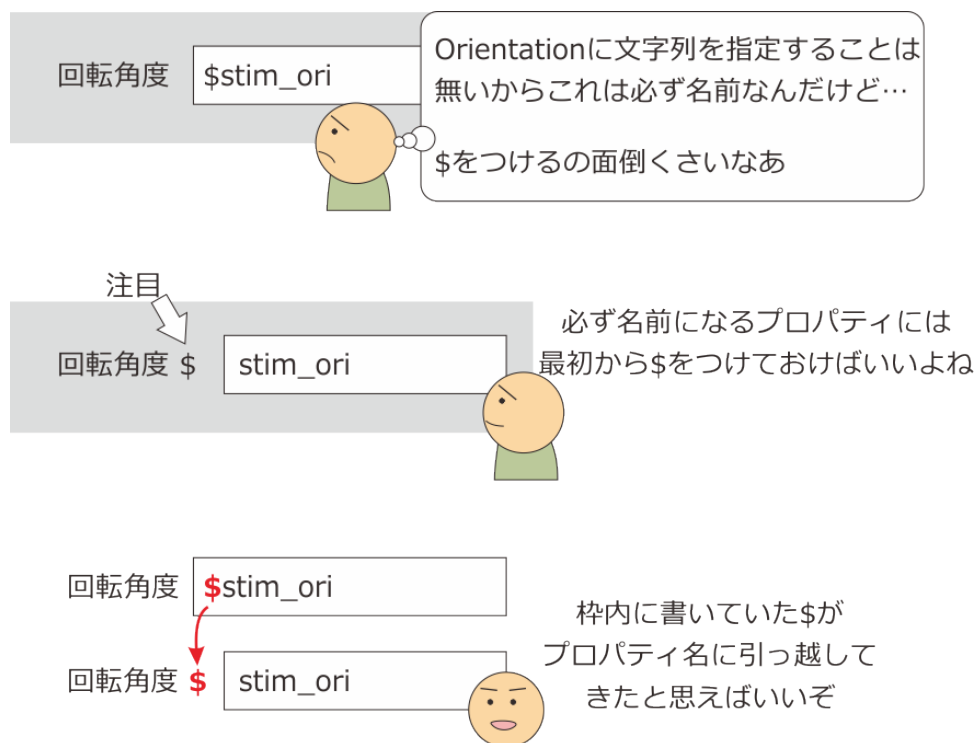 回転角度 $stim_ori
Orientationに文字列を指定することは
無いからこれは必ず名前なんだけど…
$をつけるの面倒くさいなあ
注目
回転角度 $ stim_ori
必ず名前になるプロパティには
最初から$をつけておけばいいよね
回転角度 $stim_ori
回転角度 $ stim_ori
枠内に書いていた$が
プロパティ名に引っ越して
きたと思えばいいぞ